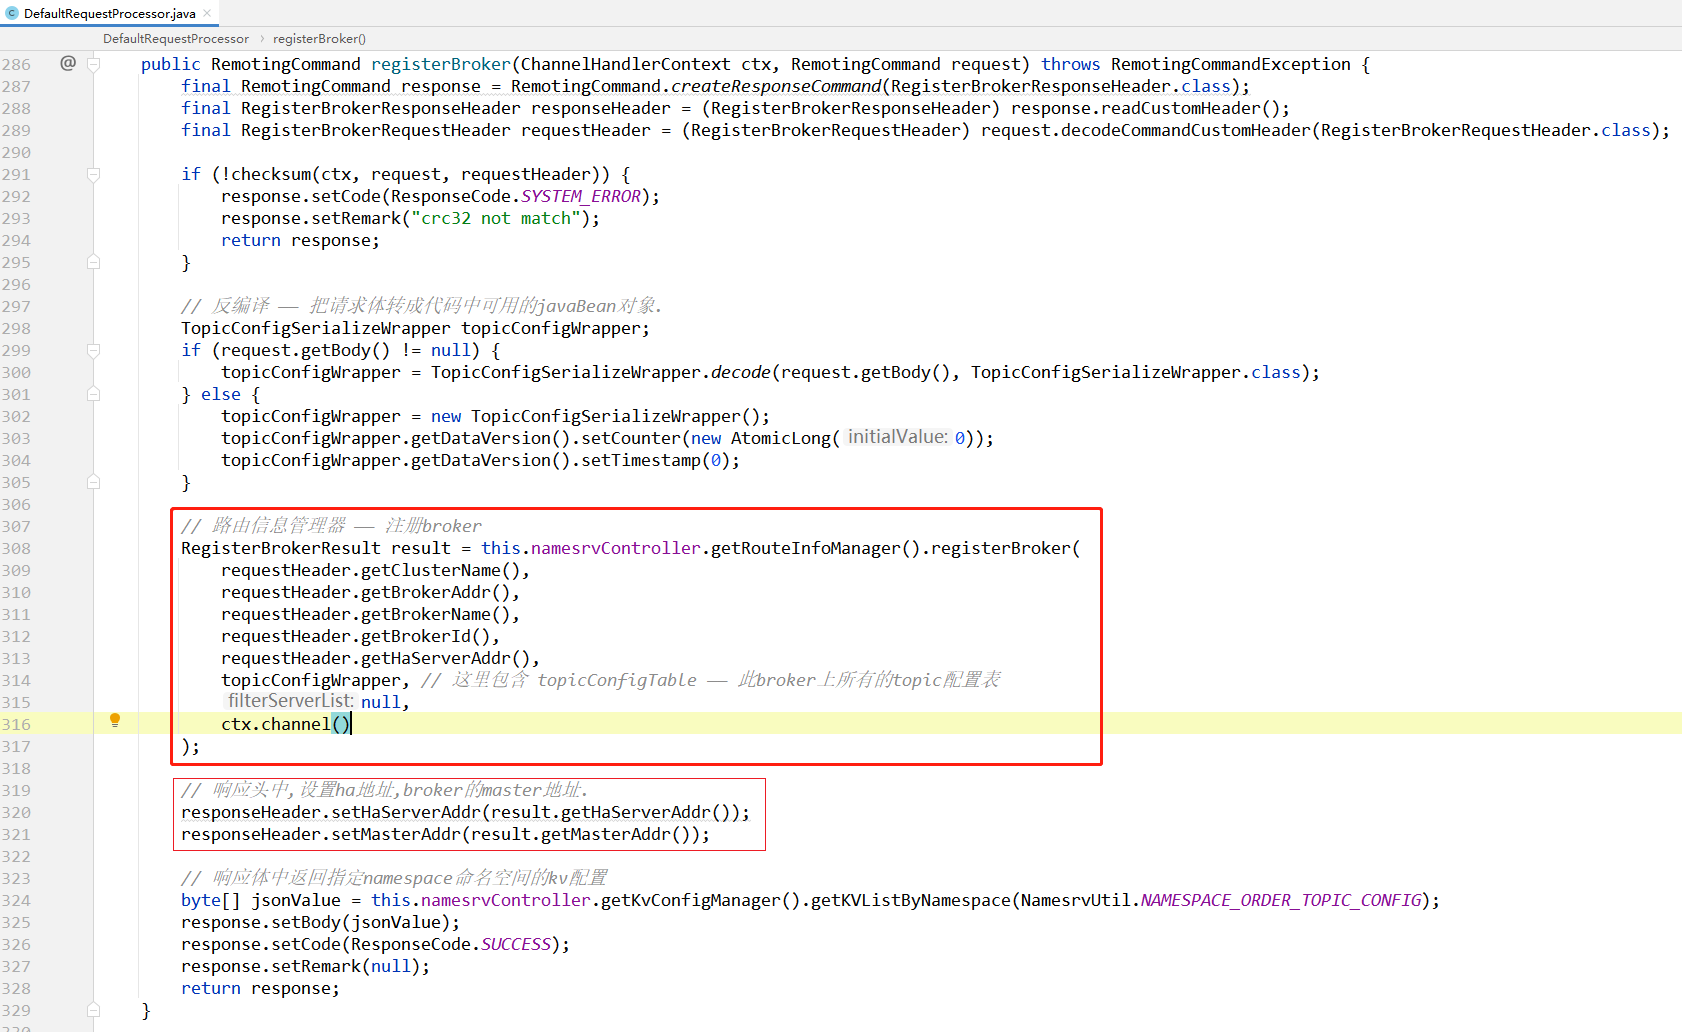 DefaultRequestProcessor.java
DefaultRequestProcessor › registerBroker()
286 @ public RemotingCommand registerBroker(ChannelHandlerContext ctx, RemotingCommand request) throws RemotingCommandException {
287 final RemotingCommand response = RemotingCommand.createResponseCommand(RegisterBrokerResponseHeader.class);
288 final RegisterBrokerResponseHeader responseHeader = (RegisterBrokerResponseHeader) response.readCustomHeader();
289 final RegisterBrokerRequestHeader requestHeader = (RegisterBrokerRequestHeader) request.decodeCommandCustomHeader(RegisterBrokerRequestHeader.class);
290
291 if (!checksum(ctx, request, requestHeader)) {
292 response.setCode(ResponseCode.SYSTEM_ERROR);
293 response.setRemark("crc32 not match");
294 return response;
295 }
296
297 // 反编译 —— 把请求体转成代码中可用的javaBean对象.
298 TopicConfigSerializeWrapper topicConfigWrapper;
299 if (request.getBody() != null) {
300 topicConfigWrapper = TopicConfigSerializeWrapper.decode(request.getBody(), TopicConfigSerializeWrapper.class);
301 } else {
302 topicConfigWrapper = new TopicConfigSerializeWrapper();
303 topicConfigWrapper.getDataVersion().setCounter(new AtomicLong( initialValue: 0));
304 topicConfigWrapper.getDataVersion().setTimestamp(0);
305 }
306
307 // 路由信息管理器 —— 注册broker
308 RegisterBrokerResult result = this.namesrvController.getRouteInfoManager().registerBroker(
309 requestHeader.getClusterName(),
310 requestHeader.getBrokerAddr(),
311 requestHeader.getBrokerName(),
312 requestHeader.getBrokerId(),
313 requestHeader.getHaServerAddr(),
314 topicConfigWrapper, // 这里包含 topicConfigTable —— 此broker上所有的topic配置表
315 filterServerList: null,
316 ctx.channel()
317 );
318
319 // 响应头中,设置ha地址,broker的master地址.
320 responseHeader.setHaServerAddr(result.getHaServerAddr());
321 responseHeader.setMasterAddr(result.getMasterAddr());
322
323 // 响应体中返回指定namespace命名空间的kv配置
324 byte[] jsonValue = this.namesrvController.getKvConfigManager().getKVListByNamespace(NamesrvUtil.NAMESPACE_ORDER_TOPIC_CONFIG);
325 response.setBody(jsonValue);
326 response.setCode(ResponseCode.SUCCESS);
327 response.setRemark(null);
328 return response;
329 }
330